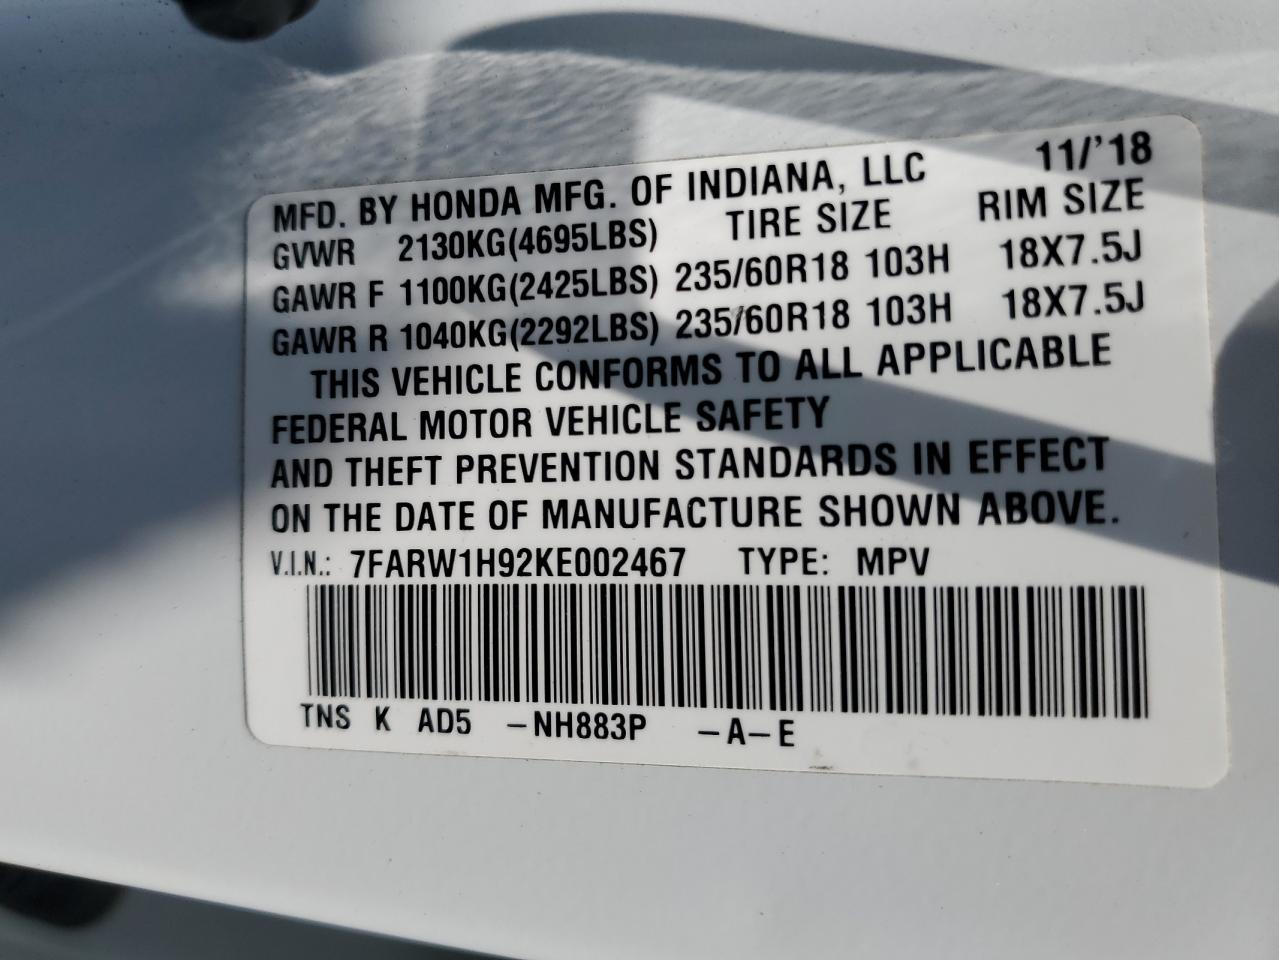 MFD. BY HONDA MFG. OF INDIANA, LLC 11/'18
GVWR 2130KG(4695LBS) TIRE SIZE RIM SIZE
GAWR F 1100KG(2425LBS) 235/60R18 103H 18X7.5J
GAWR R 1040KG(2292LBS) 235/60R18 103H 18X7.5J
THIS VEHICLE CONFORMS TO ALL APPLICABLE
FEDERAL MOTOR VEHICLE SAFETY
AND THEFT PREVENTION STANDARDS IN EFFECT
ON THE DATE OF MANUFACTURE SHOWN ABOVE.
V.I.N.: 7FARW1H92KE002467 TYPE: MPV
TNS K AD5 -NH883P -A-E